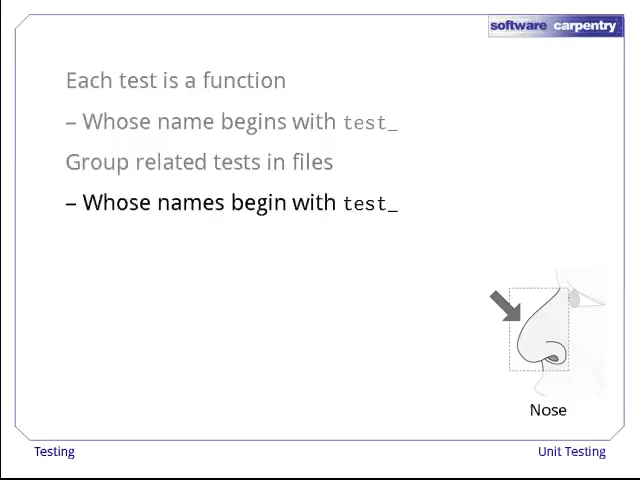 software carpentry
Each test is a function
– Whose name begins with test_
Group related tests in files
– Whose names begin with test_
Nose
Testing
Unit Testing